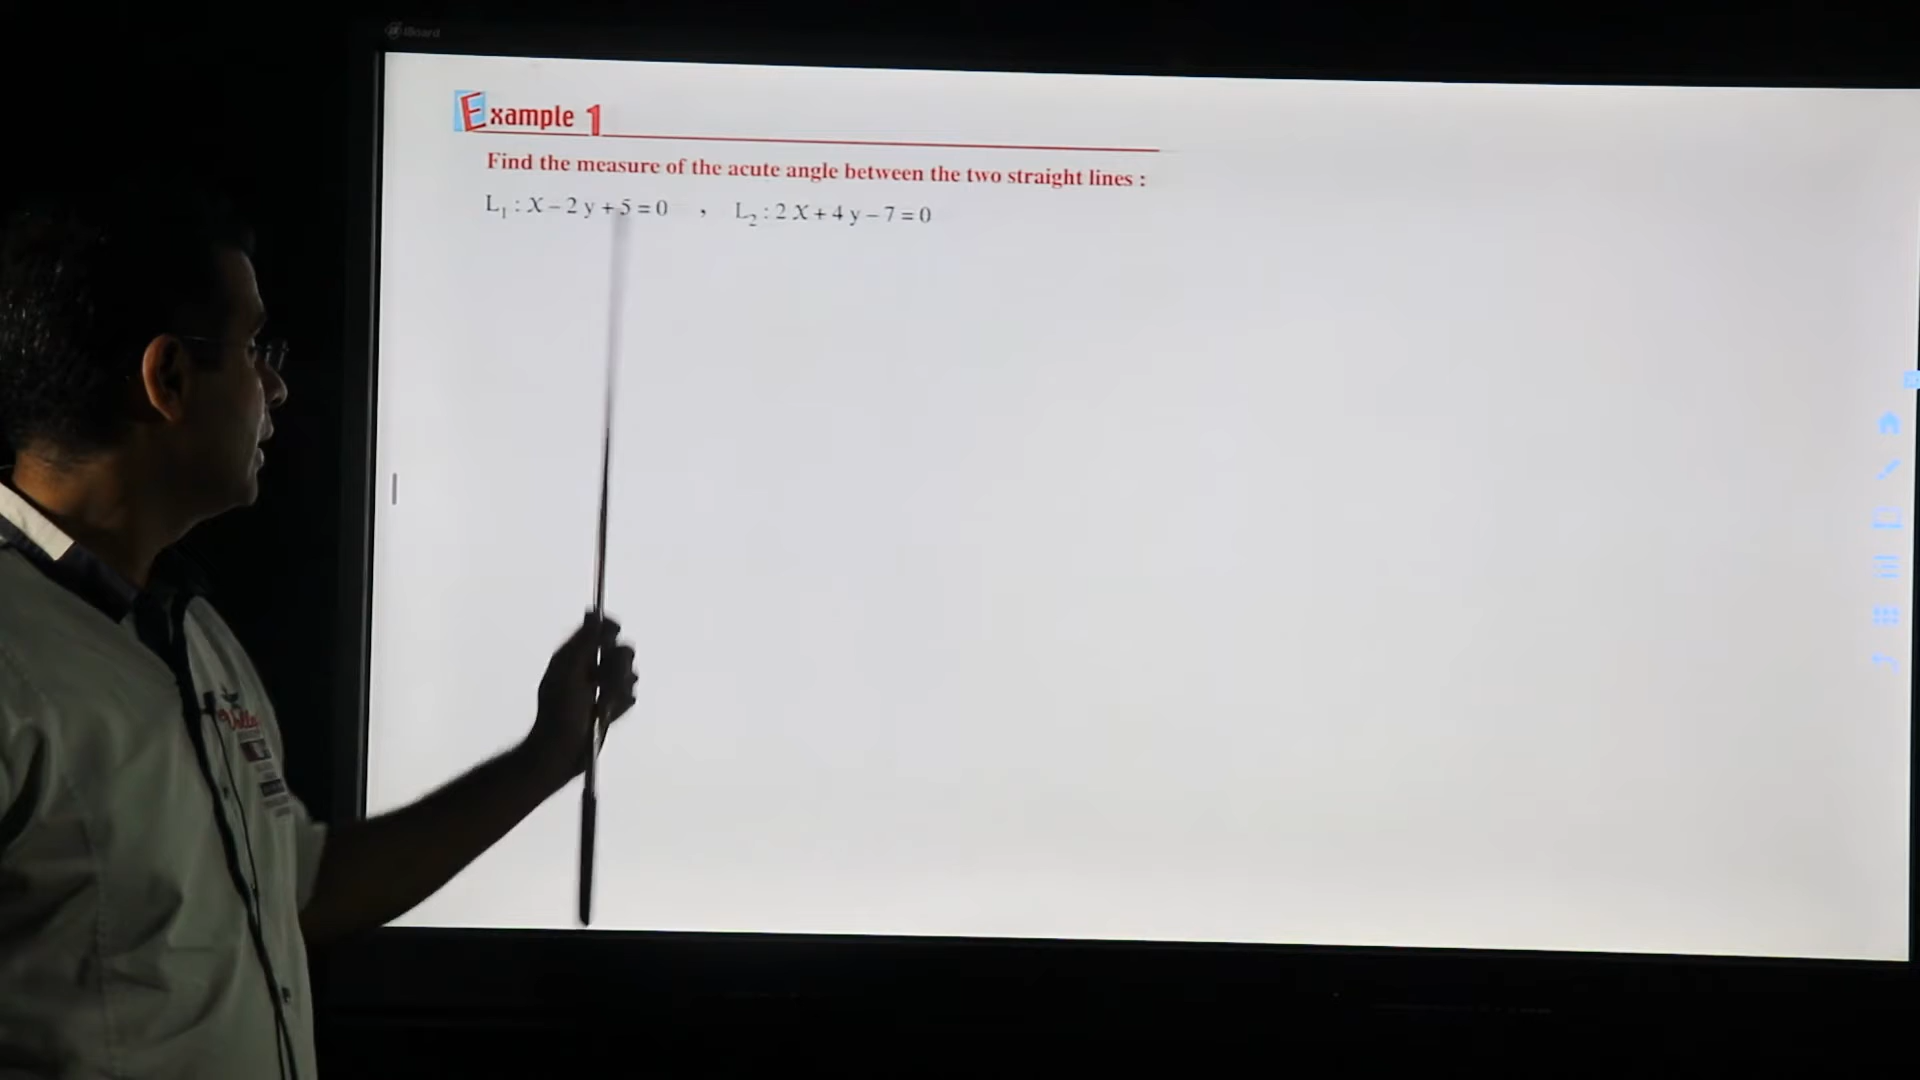 iBoard
Example 1
Find the measure of the acute angle between the two straight lines :
L₁ : X – 2 y + 5 = 0 , L₂ : 2 X + 4 y – 7 = 0